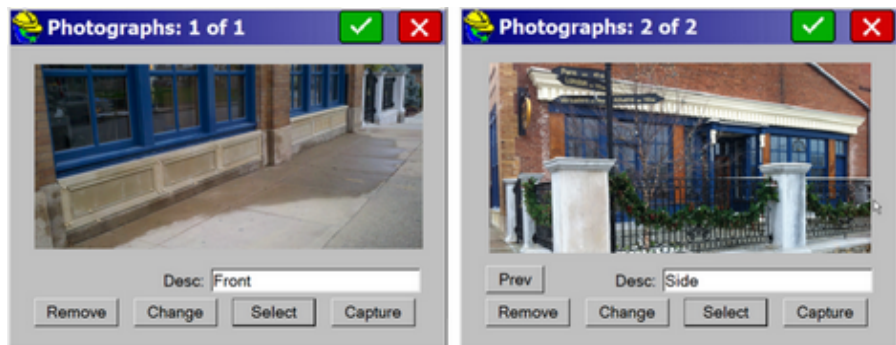 Photographs: 1 of 1
Desc: Front
Remove Change Select Capture
Photographs: 2 of 2
Prev Desc: Side
Remove Change Select Capture